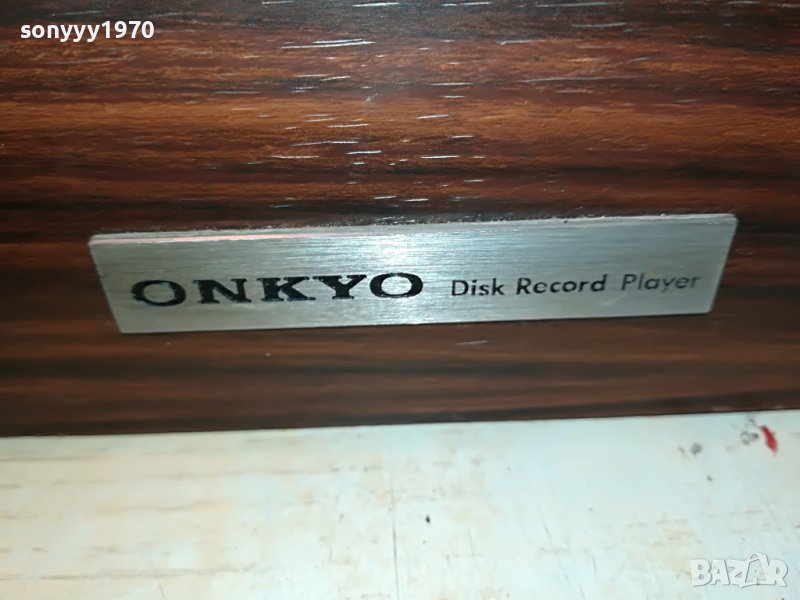 sonyyy1970
ONKYO Disk Record Player
BAZAR